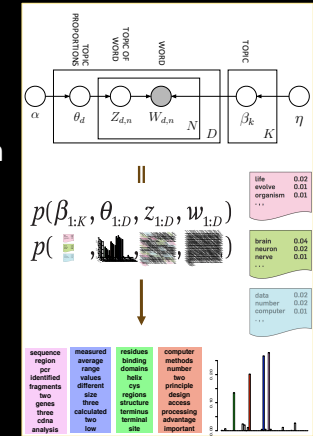 TOPIC PROPORTIONS
TOPIC OF WORD
WORD
TOPIC
α
θd
Zd,n
Wd,n
N
D
βk
K
η
p(β1:K, θ1:D, z1:D, w1:D)
p( , , , )
life 0.02
evolve 0.01
organism 0.01
...
brain 0.04
neuron 0.02
nerve 0.01
...
data 0.02
number 0.02
computer 0.01
...
sequence measured residues computer
region average binding methods
pcr range domains number
identified values helix two
fragments different cys principle
two size regions design
genes three structure access
three calculated terminus processing
cdna two terminal advantage
analysis low site important